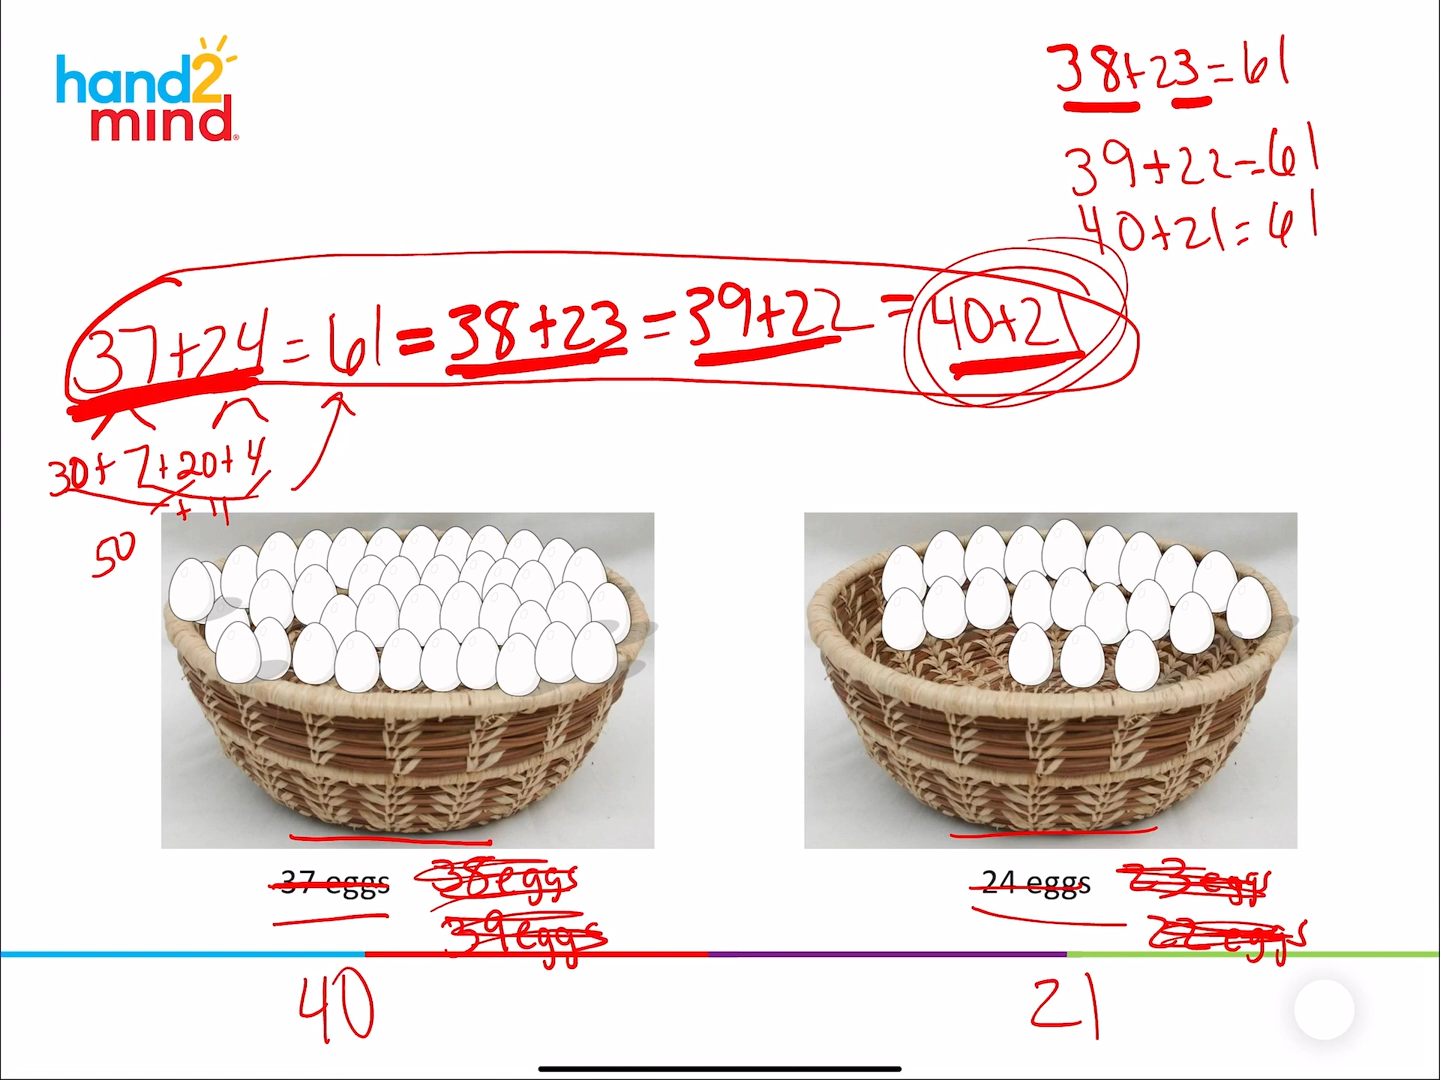 hand2
mind®
38+23=61
39+22=61
40+21=61
37+24=61=38+23=39+22=40+21
30+7+20+4
50 + 11
37 eggs 38 eggs
39 eggs
24 eggs 23 eggs
22 eggs
40
21